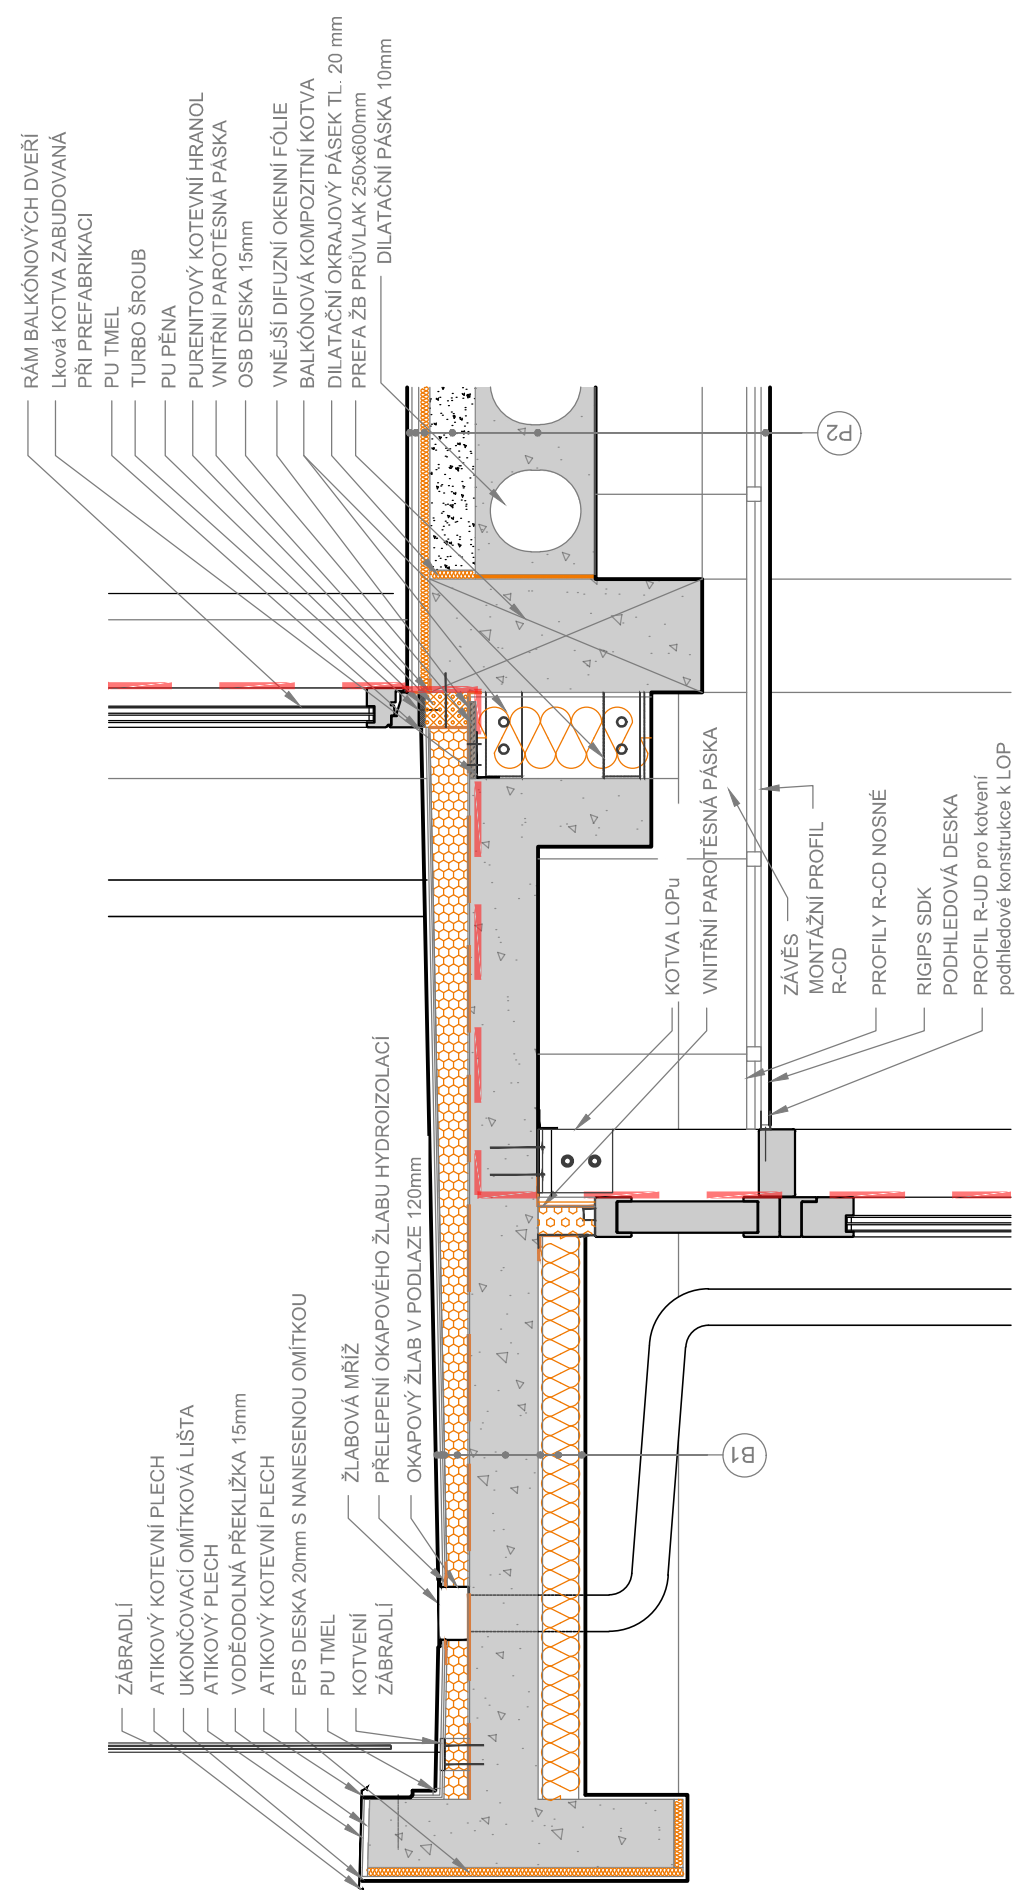 RÁM BALKÓNOVÝCH DVEŘÍ
Lková KOTVA ZABUDOVANÁ
PŘI PREFABRIKACI
PU TMEL
TURBO ŠROUB
PU PĚNA
PURENITOVÝ KOTEVNÍ HRANOL
VNITŘNÍ PAROTĚSNÁ PÁSKA
OSB DESKA 15mm
VNĚJŠÍ DIFUZNÍ OKENNÍ FÓLIE
BALKÓNOVÁ KOMPOZITNÍ KOTVA
DILATAČNÍ OKRAJOVÝ PÁSEK TL. 20 mm
PREFA ŽB PRŮVLAK 250x600mm
DILATAČNÍ PÁSKA 10mm
P2
KOTVA LOPu
VNITŘNÍ PAROTĚSNÁ PÁSKA
ZÁVĚS
MONTÁŽNÍ PROFIL
R-CD
PROFILY R-CD NOSNÉ
RIGIPS SDK
PODHLEDOVÁ DESKA
PROFIL R-UD pro kotvení
podhledové konstrukce k LOP
ŽLABOVÁ MŘÍŽ
PŘELEPENÍ OKAPOVÉHO ŽLABU HYDROIZOLACÍ
OKAPOVÝ ŽLAB V PODLAZE 120mm
B1
ZÁBRADLÍ
ATIKOVÝ KOTEVNÍ PLECH
UKONČOVACÍ OMÍTKOVÁ LIŠTA
ATIKOVÝ PLECH
VODĚODOLNÁ PŘEKLIŽKA 15mm
ATIKOVÝ KOTEVNÍ PLECH
EPS DESKA 20mm S NANESENOU OMÍTKOU
PU TMEL
KOTVENÍ
ZÁBRADLÍ